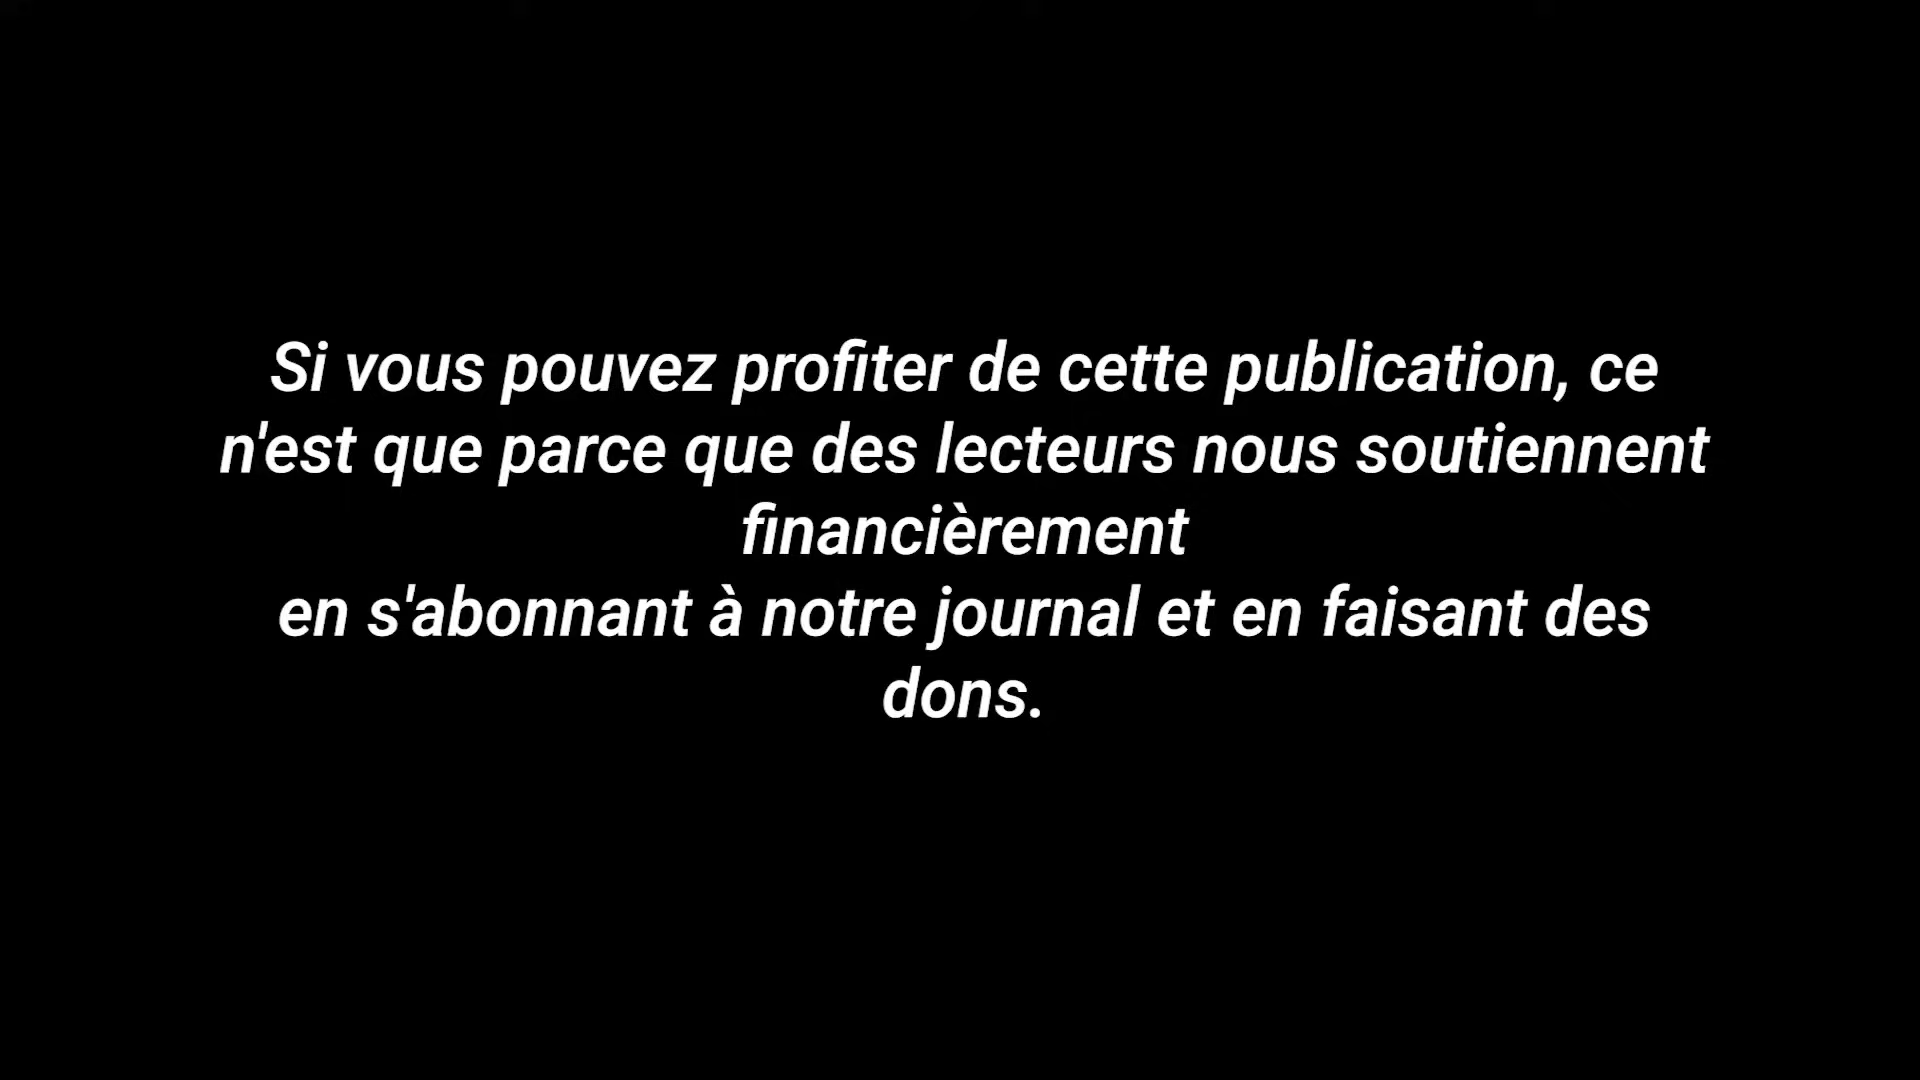 Si vous pouvez profiter de cette publication, ce
n'est que parce que des lecteurs nous soutiennent
financièrement
en s'abonnant à notre journal et en faisant des
dons.